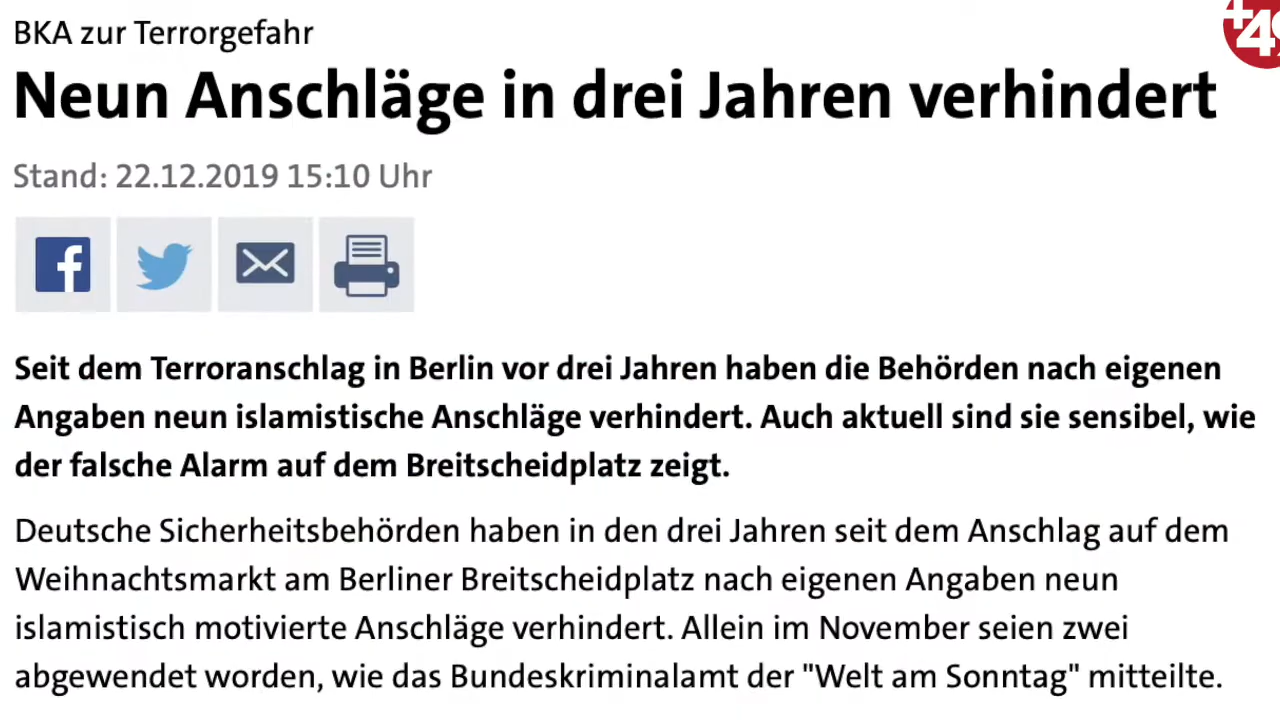 BKA zur Terrorgefahr
+49
Neun Anschläge in drei Jahren verhindert
Stand: 22.12.2019 15:10 Uhr
Seit dem Terroranschlag in Berlin vor drei Jahren haben die Behörden nach eigenen
Angaben neun islamistische Anschläge verhindert. Auch aktuell sind sie sensibel, wie
der falsche Alarm auf dem Breitscheidplatz zeigt.
Deutsche Sicherheitsbehörden haben in den drei Jahren seit dem Anschlag auf dem
Weihnachtsmarkt am Berliner Breitscheidplatz nach eigenen Angaben neun
islamistisch motivierte Anschläge verhindert. Allein im November seien zwei
abgewendet worden, wie das Bundeskriminalamt der "Welt am Sonntag" mitteilte.